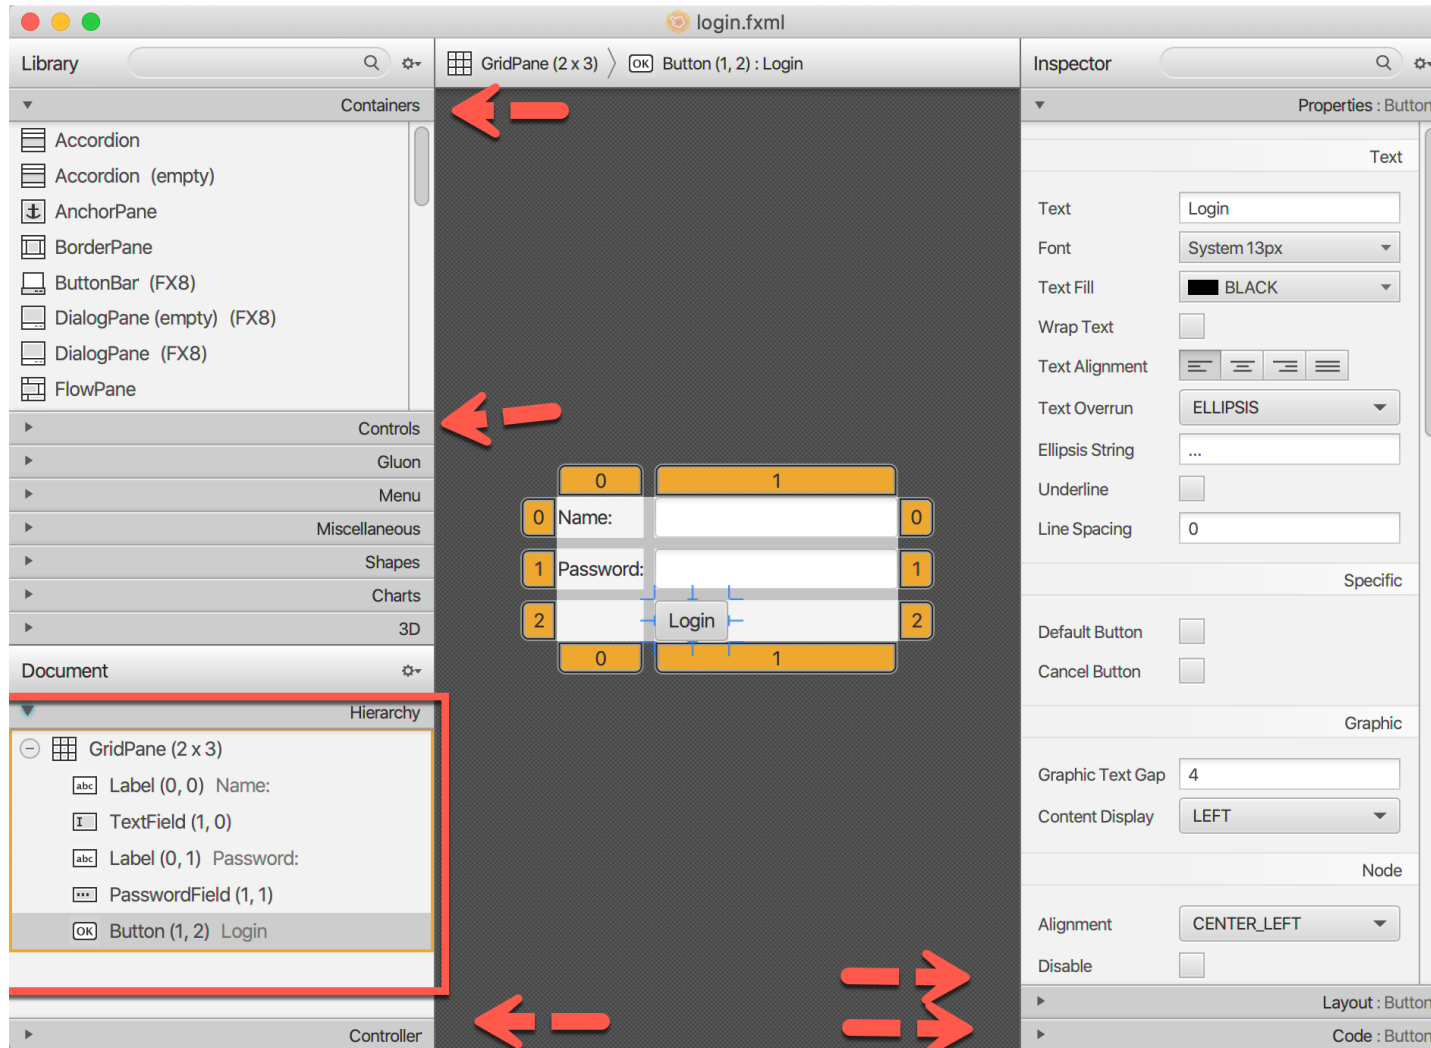 login.fxml
Library
GridPane (2 x 3)
OK Button (1, 2) : Login
Inspector
Containers
Accordion
Accordion (empty)
AnchorPane
BorderPane
ButtonBar (FX8)
DialogPane (empty) (FX8)
DialogPane (FX8)
FlowPane
Controls
Gluon
Menu
Miscellaneous
Shapes
Charts
3D
Document
Hierarchy
GridPane (2 x 3)
abc Label (0, 0) Name:
I TextField (1, 0)
abc Label (0, 1) Password:
PasswordField (1, 1)
OK Button (1, 2) Login
Controller
0 1
0 Name: 0
1 Password: 1
2 Login 2
0 1
Properties : Button
Text
Text Login
Font System 13px
Text Fill BLACK
Wrap Text
Text Alignment
Text Overrun ELLIPSIS
Ellipsis String ...
Underline
Line Spacing 0
Specific
Default Button
Cancel Button
Graphic
Graphic Text Gap 4
Content Display LEFT
Node
Alignment CENTER_LEFT
Disable
Layout : Button
Code : Button